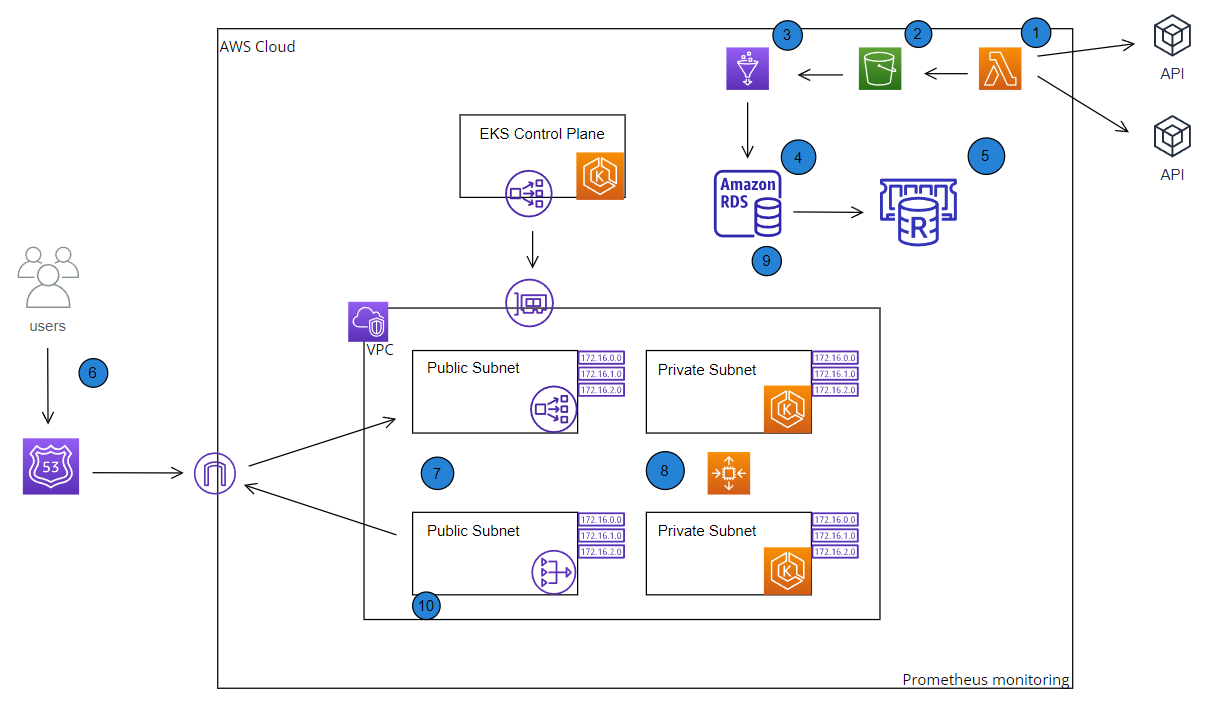 AWS Cloud
3
2
1
API
API
EKS Control Plane
K
4
5
Amazon
RDS
R
9
users
VPC
6
Public Subnet
172.16.0.0
172.16.1.0
172.16.2.0
Private Subnet
172.16.0.0
172.16.1.0
172.16.2.0
K
53
7
8
Public Subnet
172.16.0.0
172.16.1.0
172.16.2.0
Private Subnet
172.16.0.0
172.16.1.0
172.16.2.0
K
10
Prometheus monitoring